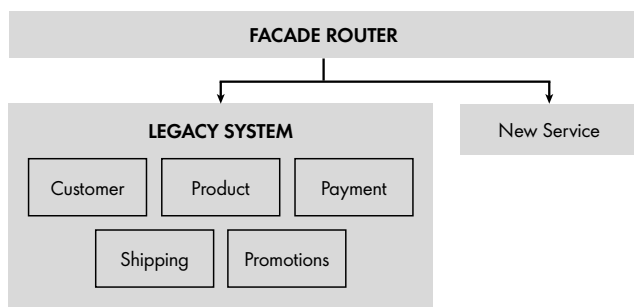 FACADE ROUTER
LEGACY SYSTEM
New Service
Customer
Product
Payment
Shipping
Promotions